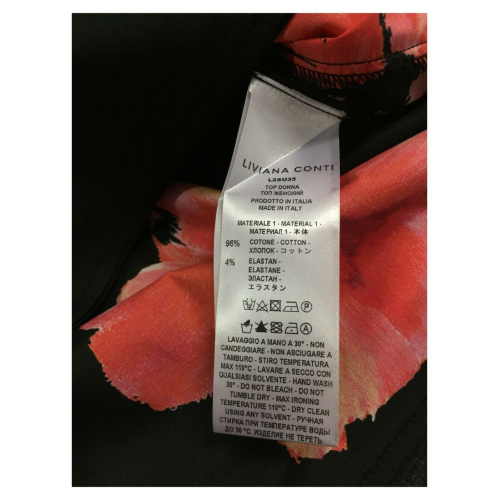 LIVIANA CONTI
L2SU35
TOP DONNA
ТОП ЖЕНСКИЙ
PRODOTTO IN ITALIA
MADE IN ITALY
MATERIALE 1 - MATERIAL 1 -
МАТЕРИАЛ 1 - 本体
96% COTONE - COTTON -
ХЛОПОК - コットン
4% ELASTAN -
ELASTANE -
ЭЛАСТАН -
エラスタン
LAVAGGIO A MANO A 30° - NON
CANDEGGIARE - NON ASCIUGARE A
TAMBURO - STIRO TEMPERATURA
MAX 110°C - LAVARE A SECCO CON
QUALSIASI SOLVENTE - HAND WASH
30° - DO NOT BLEACH - DO NOT
TUMBLE DRY - MAX IRONING
TEMPERATURE 110°C - DRY CLEAN
USING ANY SOLVENT - РУЧНАЯ
СТИРКА ПРИ ТЕМПЕРАТУРЕ ВОДЫ
ДО 30 °C. ИЗДЕЛИЕ НЕ ТЕРЕТЬ